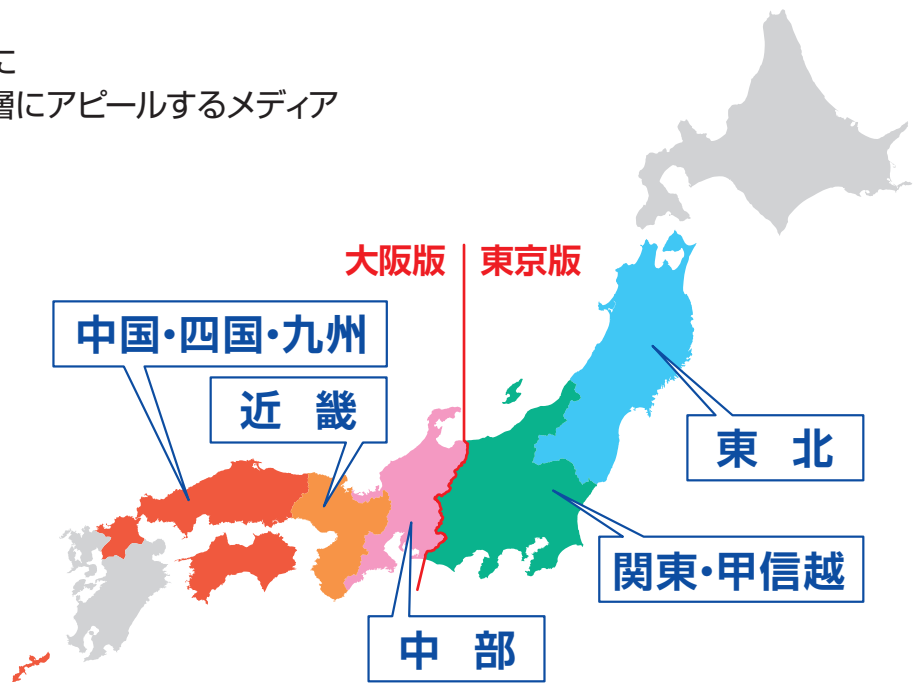 に
層にアピールするメディア
大阪版 東京版
中国・四国・九州
近 畿
東 北
関東・甲信越
中 部